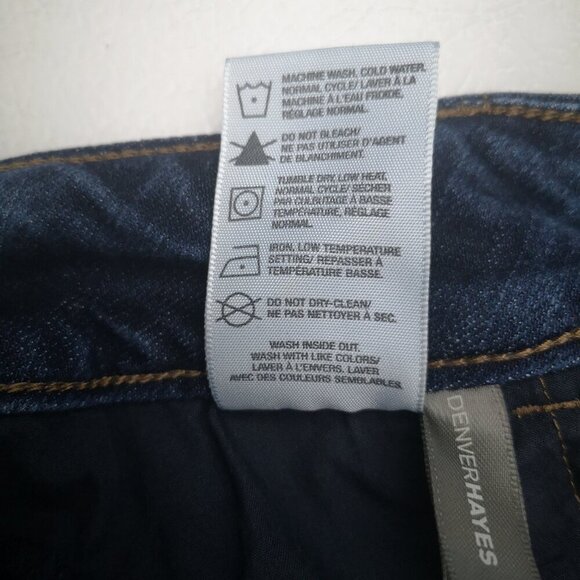 MACHINE WASH, COLD WATER,
NORMAL CYCLE/ LAVER À LA
MACHINE À L'EAU FROIDE,
RÉGLAGE NORMAL.
DO NOT BLEACH/
NE PAS UTILISER D'AGENT
DE BLANCHIMENT.
TUMBLE DRY, LOW HEAT,
NORMAL CYCLE/ SÉCHER
PAR CULBUTAGE À BASSE
TEMPÉRATURE, RÉGLAGE
NORMAL.
IRON, LOW TEMPERATURE
SETTING/ REPASSER À
TEMPÉRATURE BASSE.
DO NOT DRY-CLEAN/
NE PAS NETTOYER À SEC.
WASH INSIDE OUT.
WASH WITH LIKE COLORS/
LAVER À L'ENVERS. LAVER
AVEC DES COULEURS SEMBLABLES.
DENVERHAYES